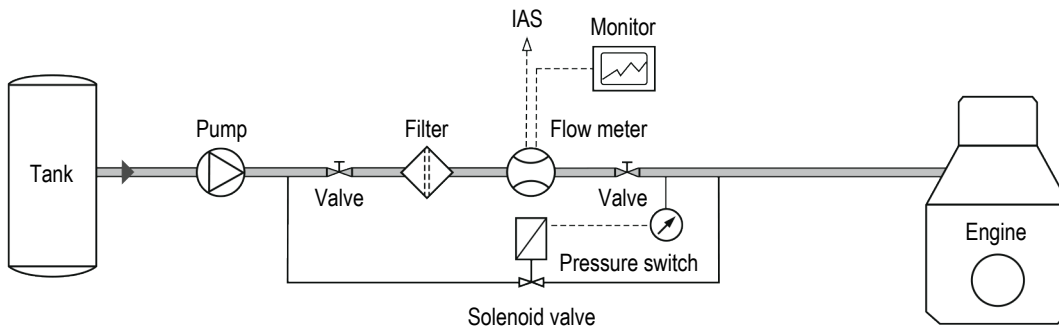 IAS
Monitor
Pump
Filter
Flow meter
Tank
Valve
Valve
Engine
Pressure switch
Solenoid valve